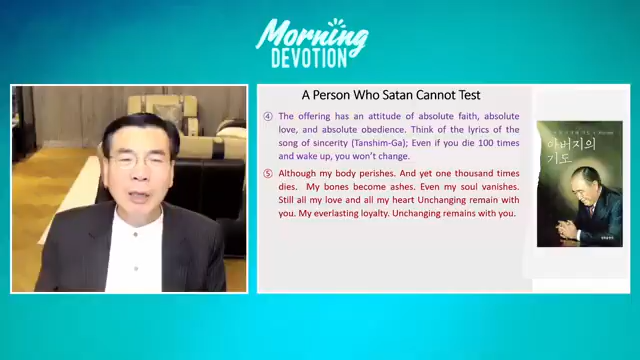 Morning
DEVOTION
A Person Who Satan Cannot Test
④ The offering has an attitude of absolute faith, absolute
love, and absolute obedience. Think of the lyrics of the
song of sincerity (Tanshim-Ga); Even if you die 100 times
and wake up, you won't change.
⑤ Although my body perishes. And yet one thousand times
dies. My bones become ashes. Even my soul vanishes.
Still all my love and all my heart Unchanging remain with
you. My everlasting loyalty. Unchanging remains with you.
아버지의
기도